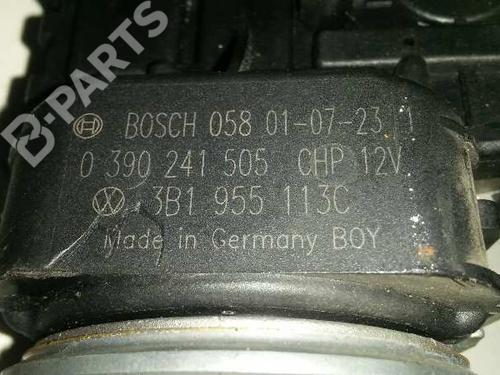 B-PARTS
BOSCH 058 01-07-23 1
0 390 241 505 CHP 12V
3B1 955 113C
Made in Germany BOY
B-PARTS